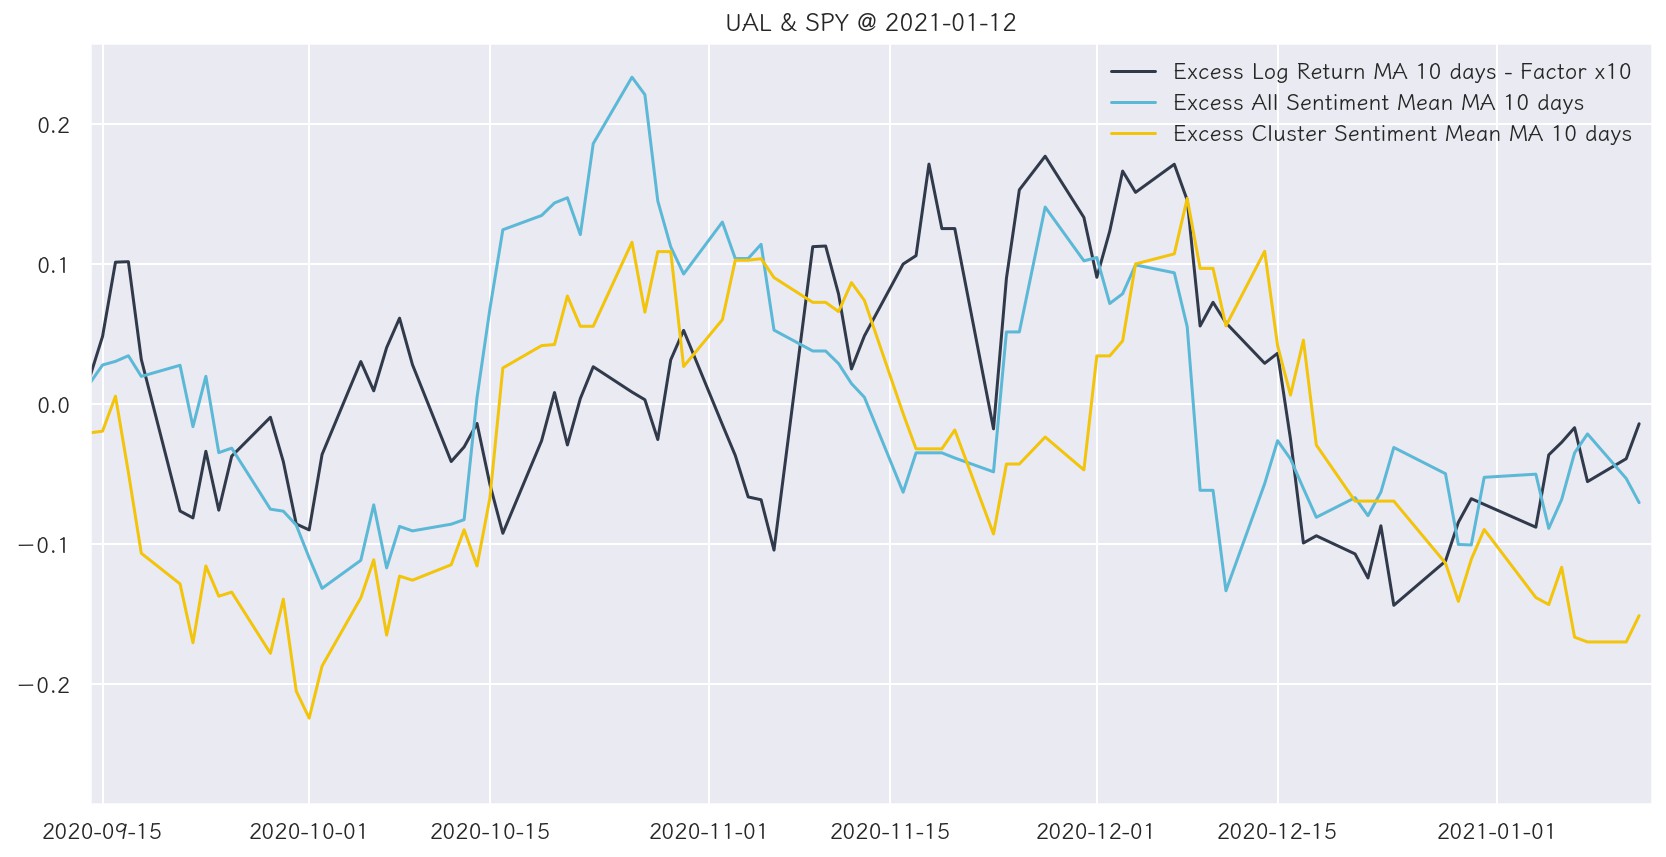 UAL & SPY @ 2021-01-12
Excess Log Return MA 10 days - Factor x10
Excess All Sentiment Mean MA 10 days
Excess Cluster Sentiment Mean MA 10 days
0.2
0.1
0.0
−0.1
−0.2
2020-09-15 2020-10-01 2020-10-15 2020-11-01 2020-11-15 2020-12-01 2020-12-15 2021-01-01